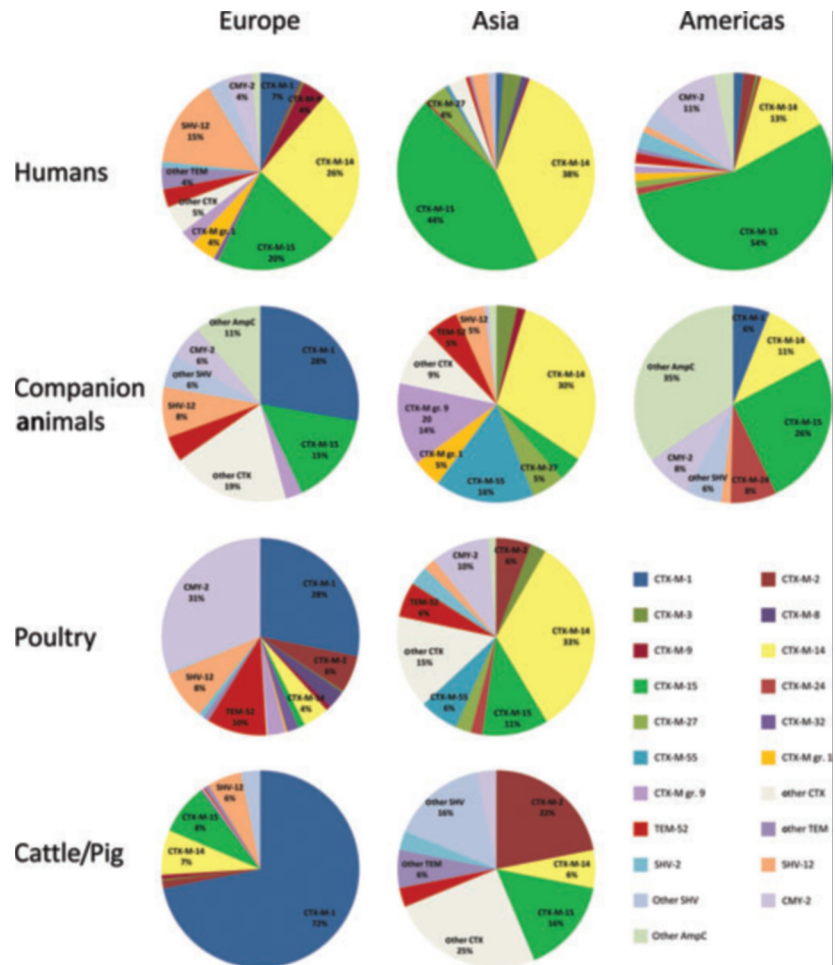 Europe
Asia
Americas
Humans
CMY-2
4%
CTX-M-1
7%
CTX-M-9
4%
CTX-M-14
26%
CTX-M-15
20%
CTX-M gr. 1
4%
other CTX
5%
other TEM
4%
SHV-12
15%
CTX-M-27
4%
CTX-M-14
38%
CTX-M-15
44%
CMY-2
11%
CTX-M-14
13%
CTX-M-15
54%
Companion
animals
other AmpC
11%
CTX-M-1
28%
CTX-M-15
15%
other CTX
19%
SHV-12
8%
other SHV
6%
CMY-2
6%
SHV-12
5%
TEM-52
5%
CTX-M-14
30%
CTX-M-27
5%
CTX-M-55
16%
CTX-M gr. 1
5%
CTX-M gr. 9
20
14%
other CTX
9%
CTX-M-1
6%
CTX-M-14
11%
CTX-M-15
26%
CTX-M-24
8%
other SHV
6%
CMY-2
8%
Other AmpC
35%
Poultry
CMY-2
31%
CTX-M-1
28%
CTX-M-2
6%
CTX-M-14
4%
TEM-52
10%
SHV-12
8%
CMY-2
10%
CTX-M-2
6%
CTX-M-14
33%
CTX-M-15
11%
CTX-M-55
6%
other CTX
15%
TEM-52
6%
Cattle/Pig
SHV-12
6%
CTX-M-15
8%
CTX-M-14
7%
CTX-M-1
72%
Other SHV
16%
CTX-M-2
22%
CTX-M-14
6%
CTX-M-15
16%
other CTX
25%
Other TEM
6%
CTX-M-1
CTX-M-2
CTX-M-3
CTX-M-8
CTX-M-9
CTX-M-14
CTX-M-15
CTX-M-24
CTX-M-27
CTX-M-32
CTX-M-55
CTX-M gr. 1
CTX-M gr. 9
other CTX
TEM-52
other TEM
SHV-2
SHV-12
Other SHV
CMY-2
Other AmpC